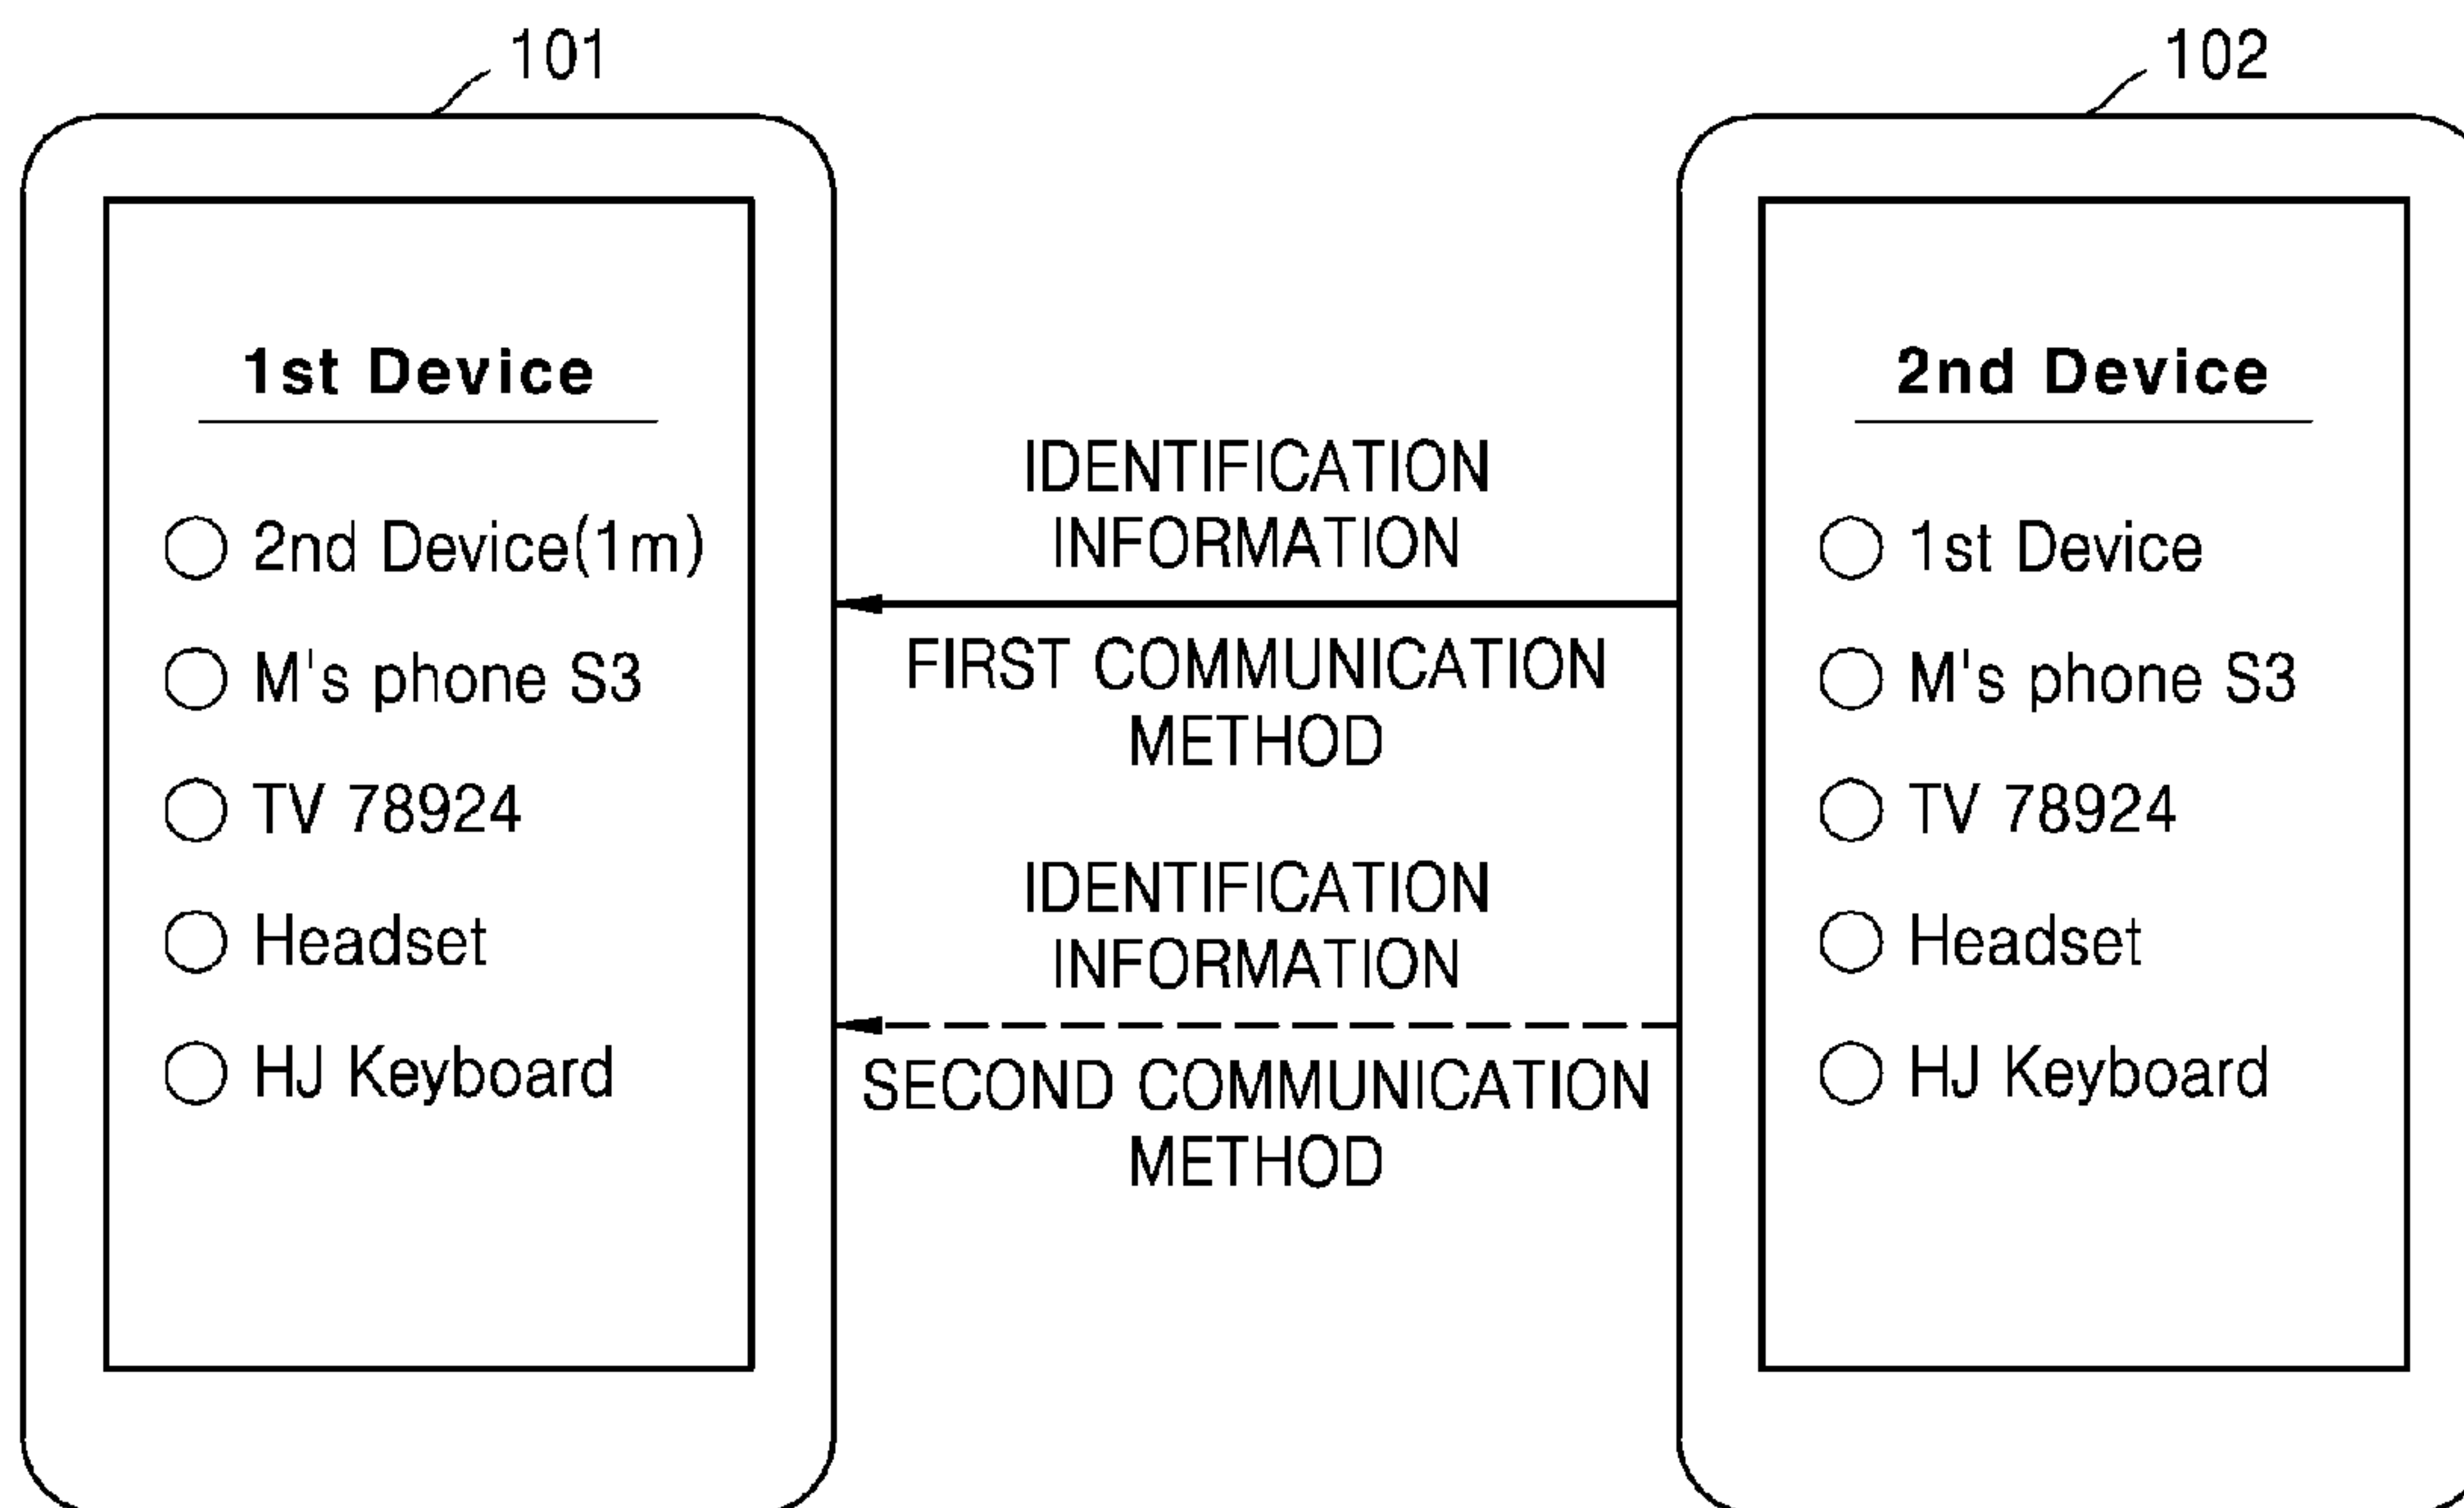 101
102
1st Device
2nd Device(1m)
M's phone S3
TV 78924
Headset
HJ Keyboard
IDENTIFICATION
INFORMATION
FIRST COMMUNICATION
METHOD
IDENTIFICATION
INFORMATION
SECOND COMMUNICATION
METHOD
2nd Device
1st Device
M's phone S3
TV 78924
Headset
HJ Keyboard